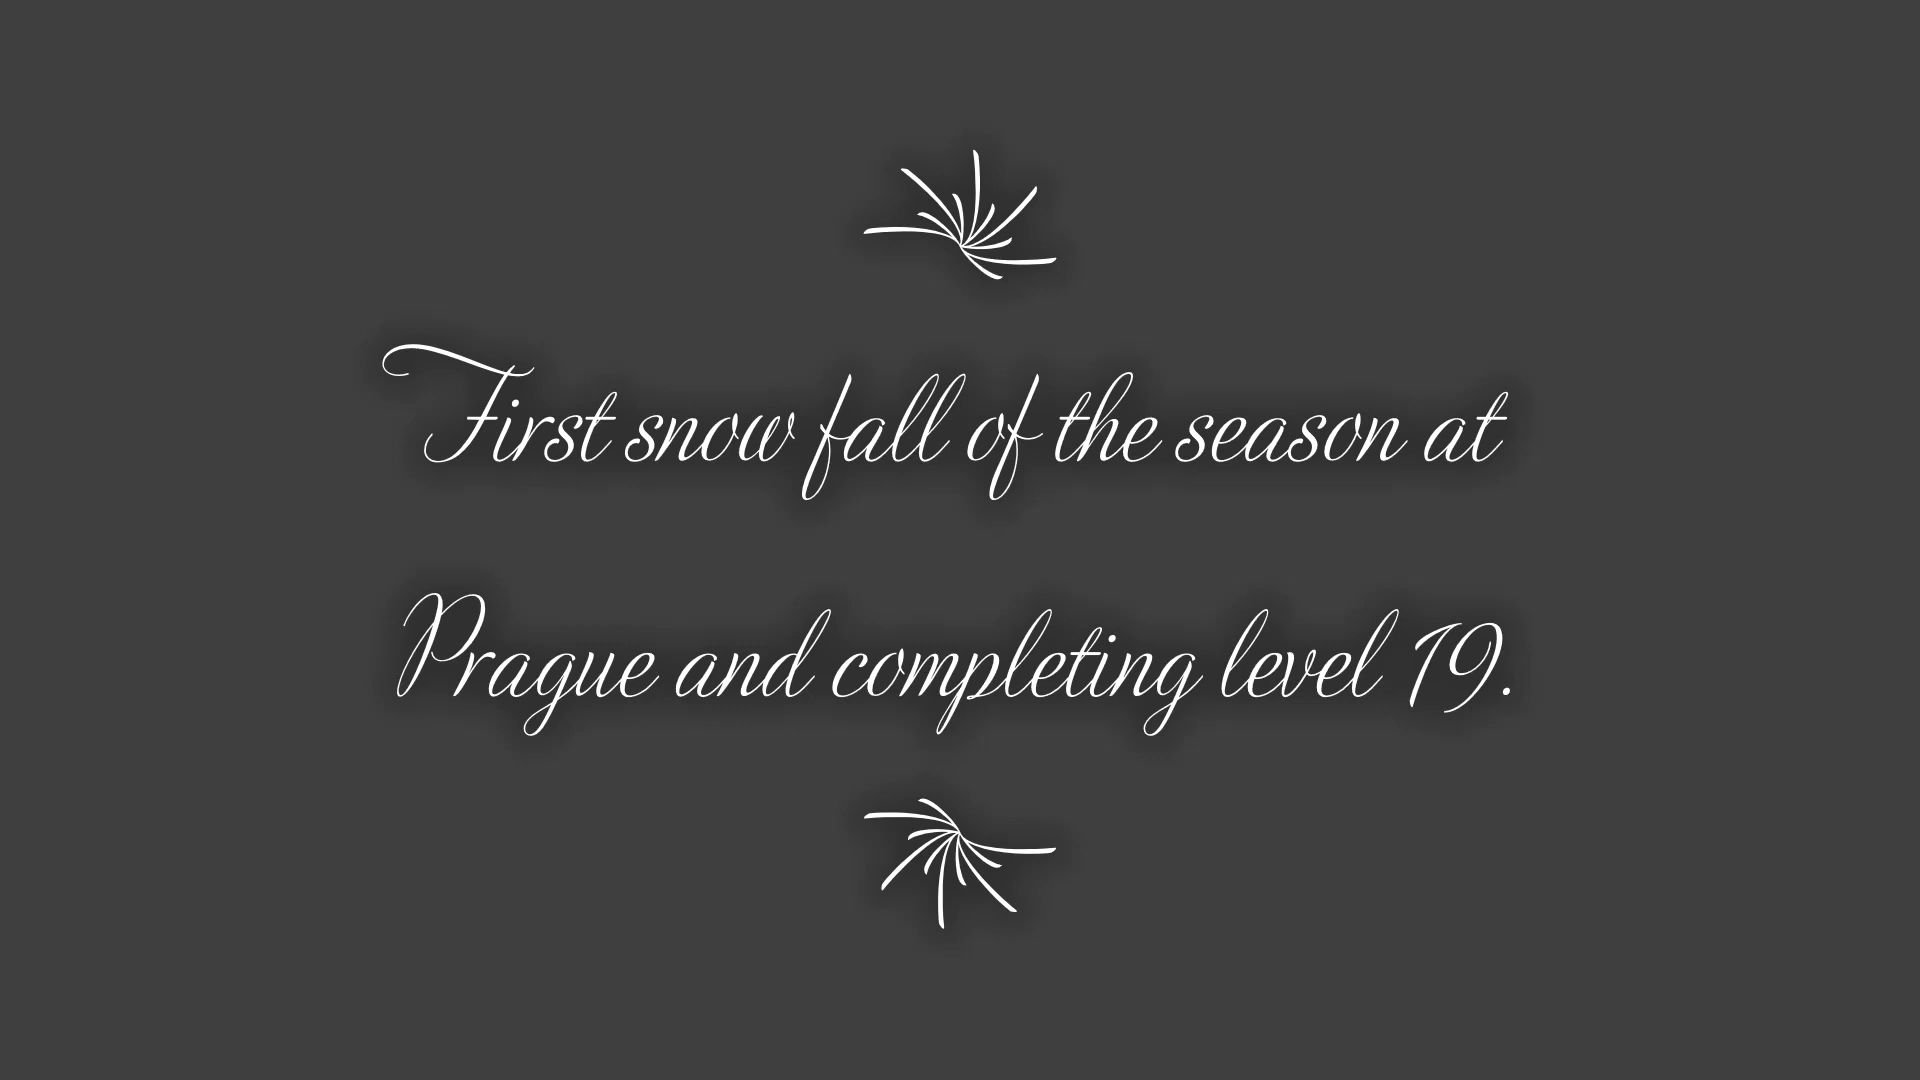 First snow fall of the season at
Prague and completing level 19.